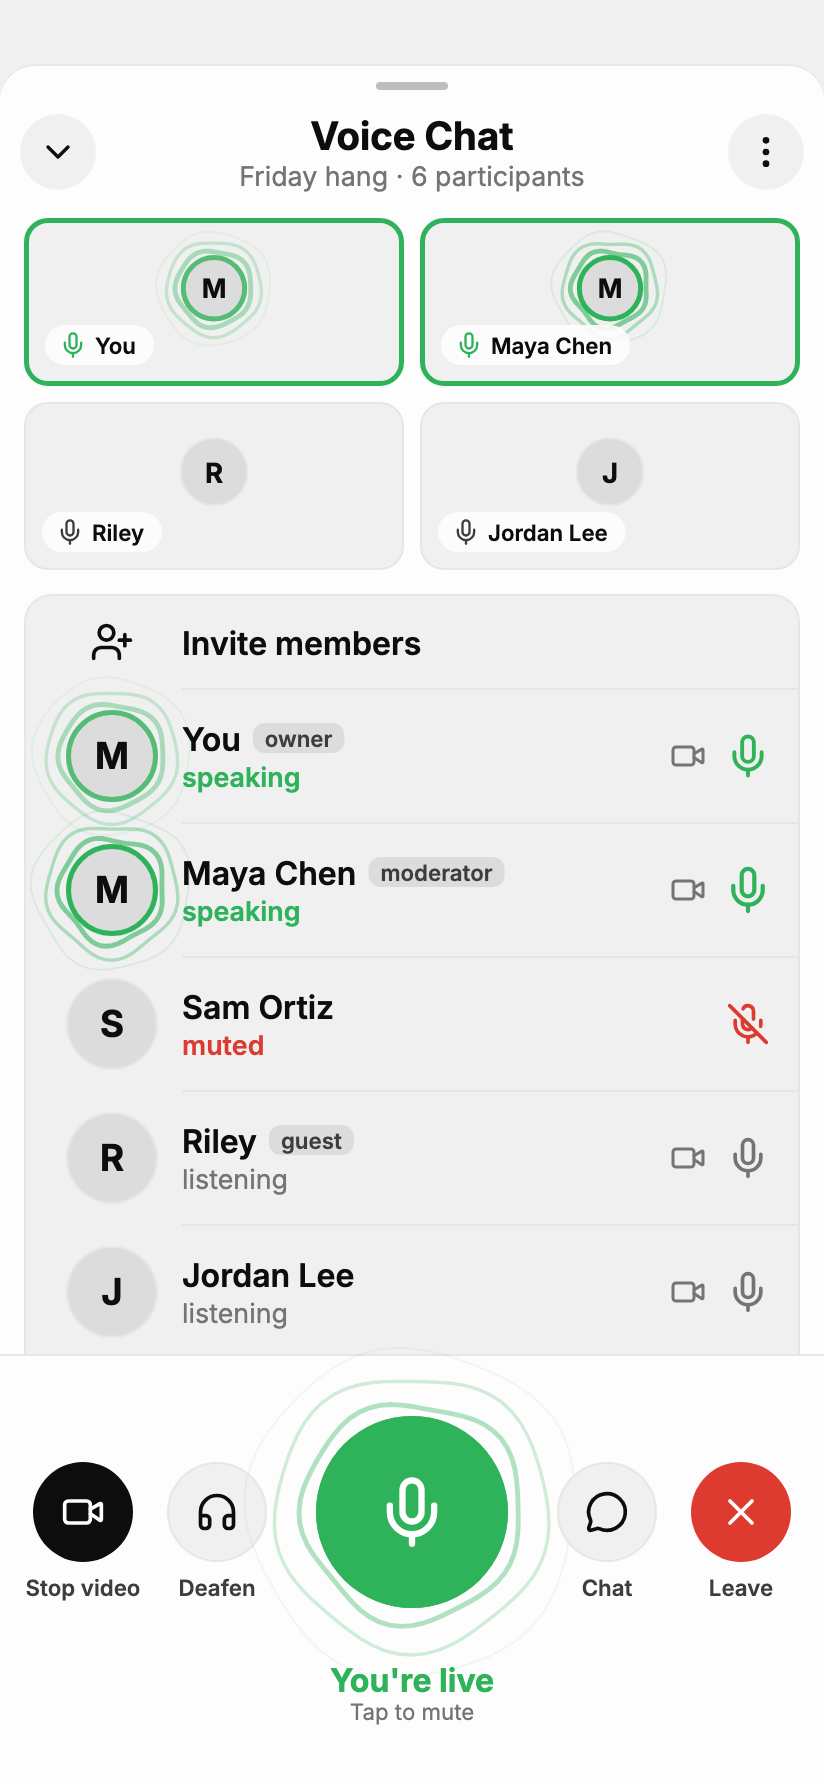 Voice Chat
Friday hang · 6 participants
M
M
You
Maya Chen
R
J
Riley
Jordan Lee
Invite members
M
You owner
speaking
M
Maya Chen moderator
speaking
S
Sam Ortiz
muted
R
Riley guest
listening
J
Jordan Lee
listening
Stop video
Deafen
Chat
Leave
You're live
Tap to mute